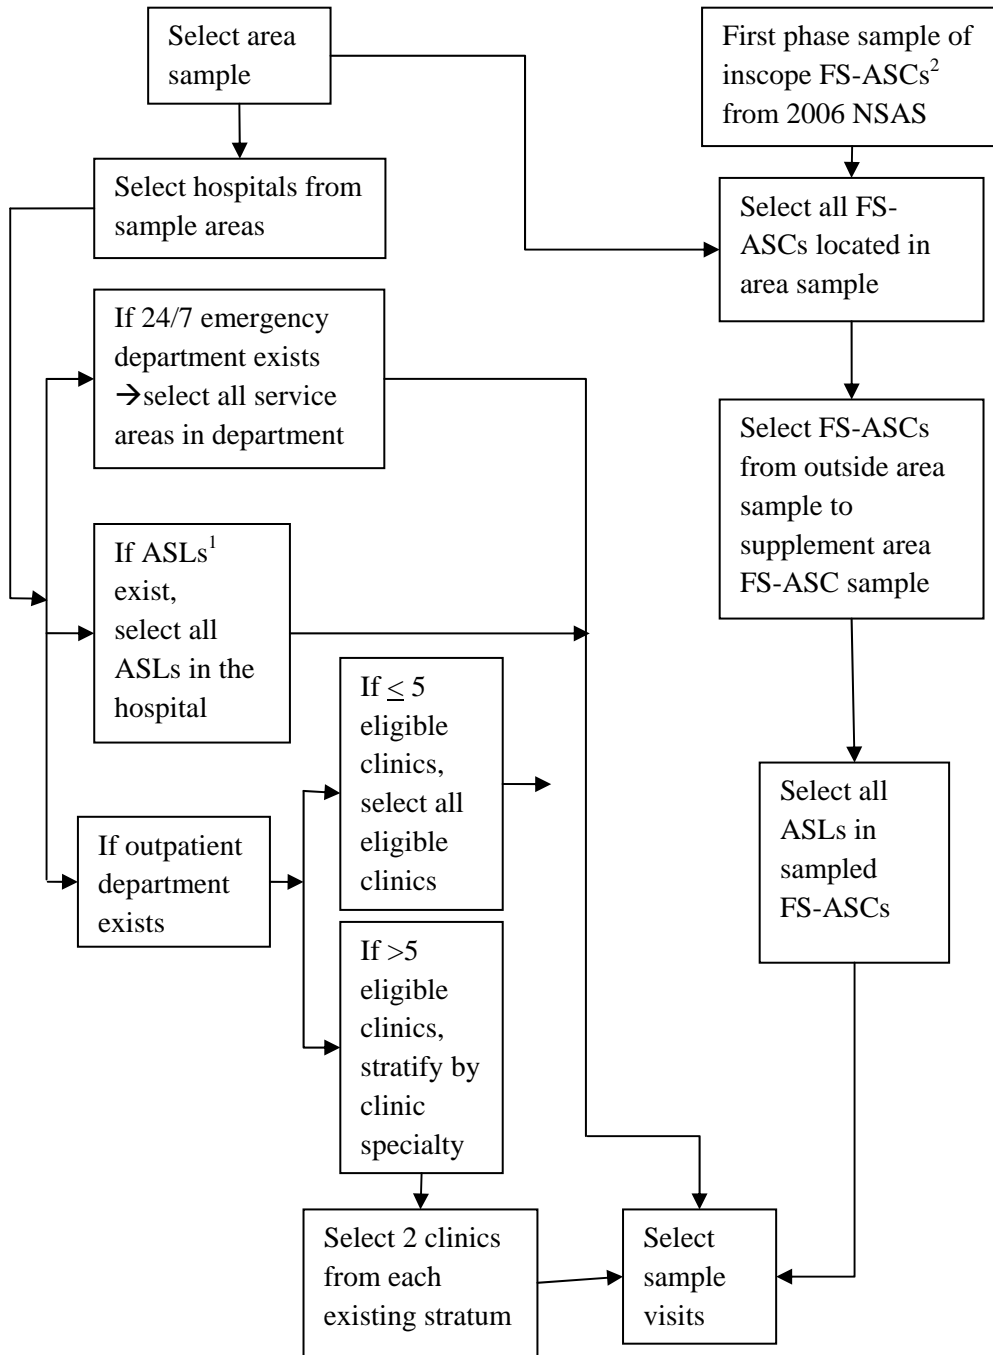 Select area
sample
First phase sample of
inscope FS-ASCs²
from 2006 NSAS
Select hospitals from
sample areas
Select all FS-
ASCs located in
area sample
If 24/7 emergency
department exists
→select all service
areas in department
Select FS-ASCs
from outside area
sample to
supplement area
FS-ASC sample
If ASLs¹
exist,
select all
ASLs in the
hospital
If ≤ 5
eligible
clinics,
select all
eligible
clinics
Select all
ASLs in
sampled
FS-ASCs
If outpatient
department
exists
If >5
eligible
clinics,
stratify by
clinic
specialty
Select 2 clinics
from each
existing stratum
Select
sample
visits